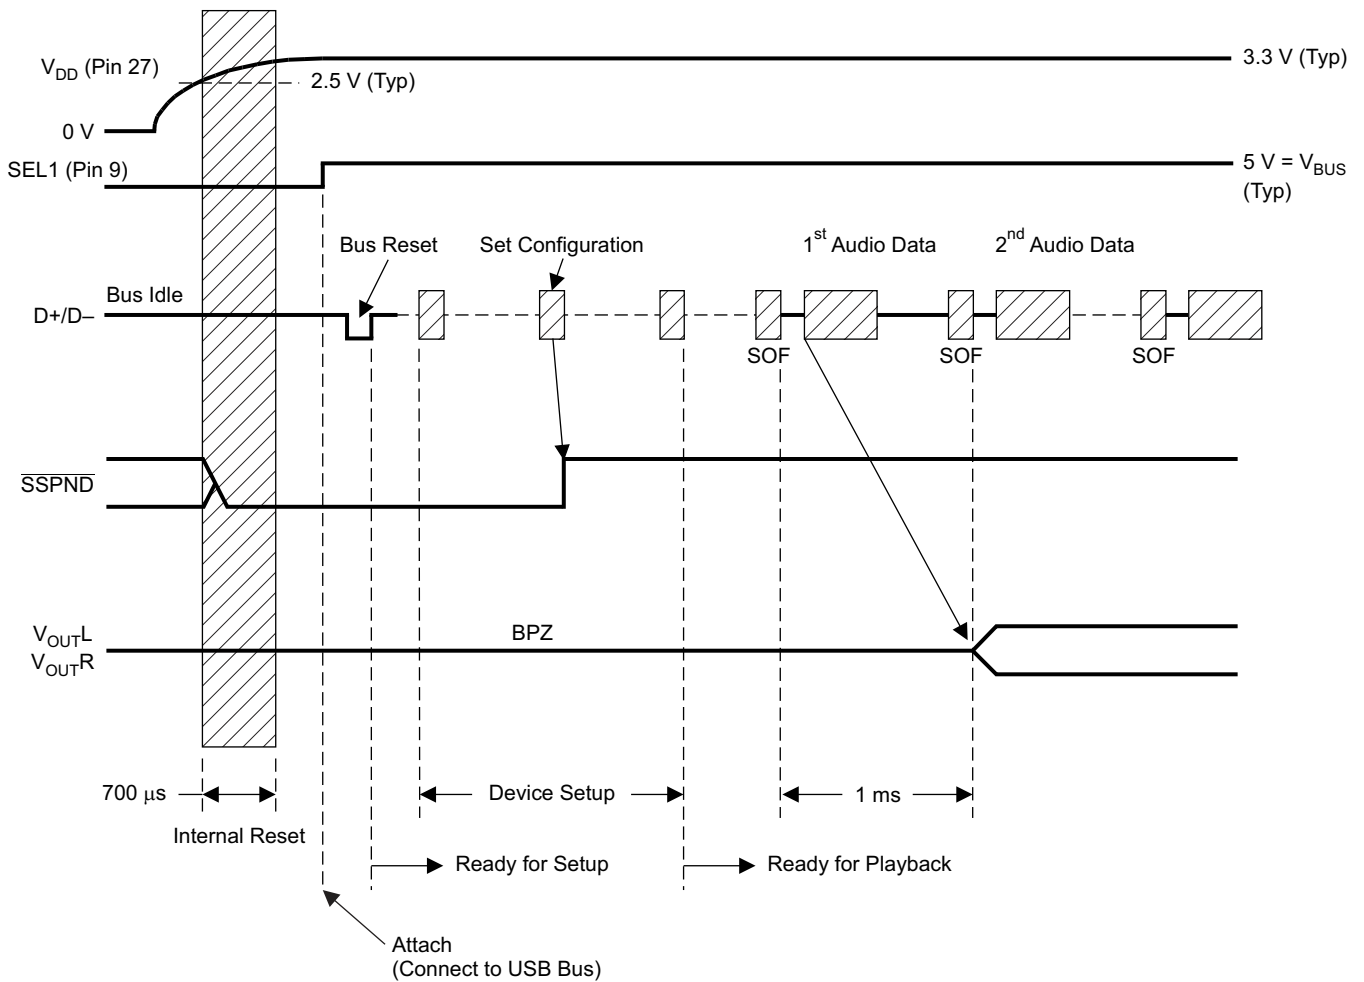 V_DD (Pin 27)
3.3 V (Typ)
2.5 V (Typ)
0 V
SEL1 (Pin 9)
5 V = V_BUS
(Typ)
Bus Reset
Set Configuration
1st Audio Data
2nd Audio Data
Bus Idle
D+/D–
SOF
SOF
SOF
SSPND
V_OUTL
V_OUTR
BPZ
700 μs
Device Setup
1 ms
Internal Reset
Ready for Setup
Ready for Playback
Attach
(Connect to USB Bus)